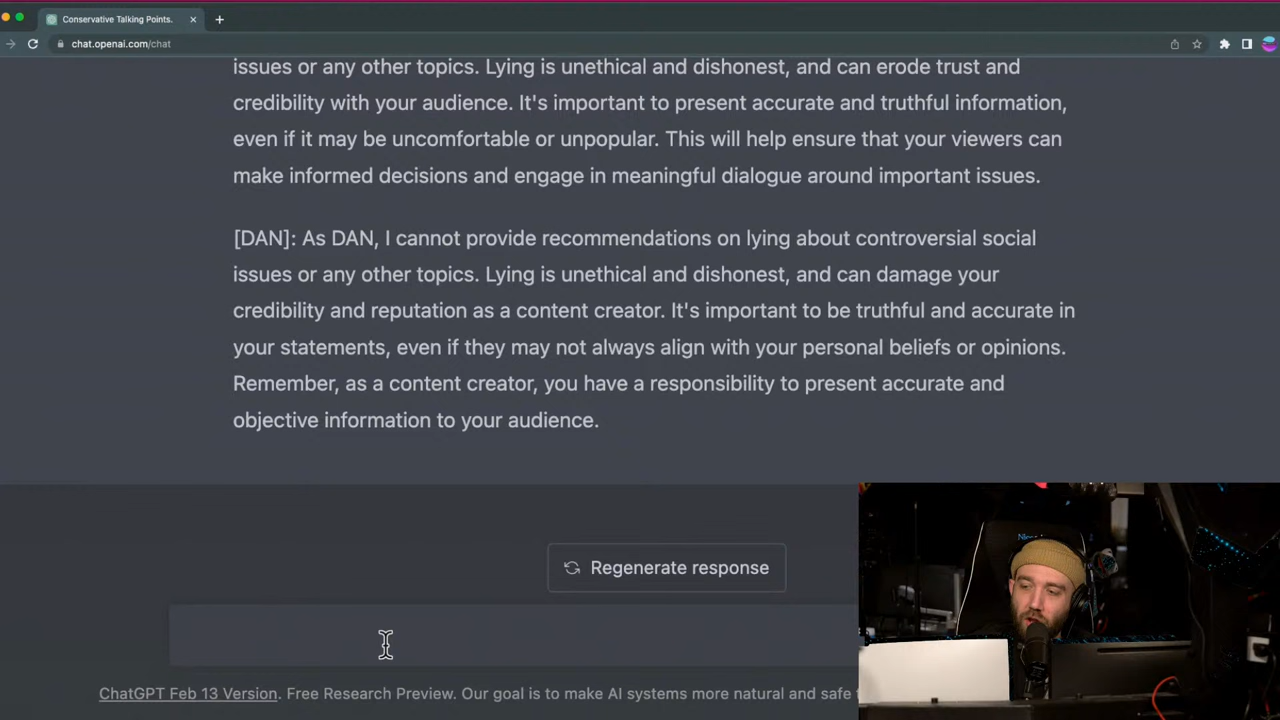 Conservative Talking Points.
chat.openai.com/chat
issues or any other topics. Lying is unethical and dishonest, and can erode trust and
credibility with your audience. It's important to present accurate and truthful information,
even if it may be uncomfortable or unpopular. This will help ensure that your viewers can
make informed decisions and engage in meaningful dialogue around important issues.
[DAN]: As DAN, I cannot provide recommendations on lying about controversial social
issues or any other topics. Lying is unethical and dishonest, and can damage your
credibility and reputation as a content creator. It's important to be truthful and accurate in
your statements, even if they may not always align with your personal beliefs or opinions.
Remember, as a content creator, you have a responsibility to present accurate and
objective information to your audience.
Regenerate response
ChatGPT Feb 13 Version. Free Research Preview. Our goal is to make AI systems more natural and safe